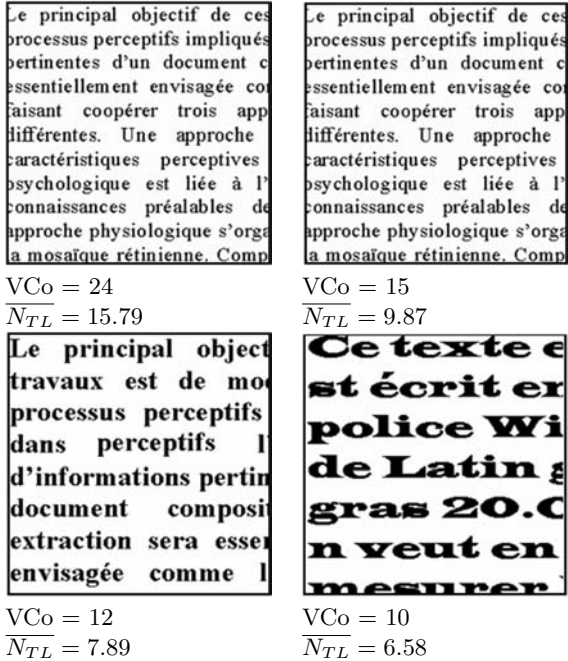 Le principal objectif de ces
processus perceptifs impliqués
pertinentes d'un document c
essentiellement envisagée co
faisant coopérer trois app
différentes. Une approche
caractéristiques perceptives
psychologique est liée à l'
connaissances préalables de
approche physiologique s'orga
la mosaïque rétinienne. Comp
VCo = 24
N_TL = 15.79
Le principal objectif de ces
processus perceptifs impliqués
pertinentes d'un document c
essentiellement envisagée co
faisant coopérer trois app
différentes. Une approche
caractéristiques perceptives
psychologique est liée à l'
connaissances préalables de
approche physiologique s'orga
la mosaïque rétinienne. Comp
VCo = 15
N_TL = 9.87
Le principal object
travaux est de mod
processus perceptifs
dans perceptifs l'
d'informations pertin
document composit
extraction sera esse
envisagée comme l
VCo = 12
N_TL = 7.89
Ce texte e
st écrit en
police Wi
de Latin g
gras 20.O
n veut en
mesurer
VCo = 10
N_TL = 6.58